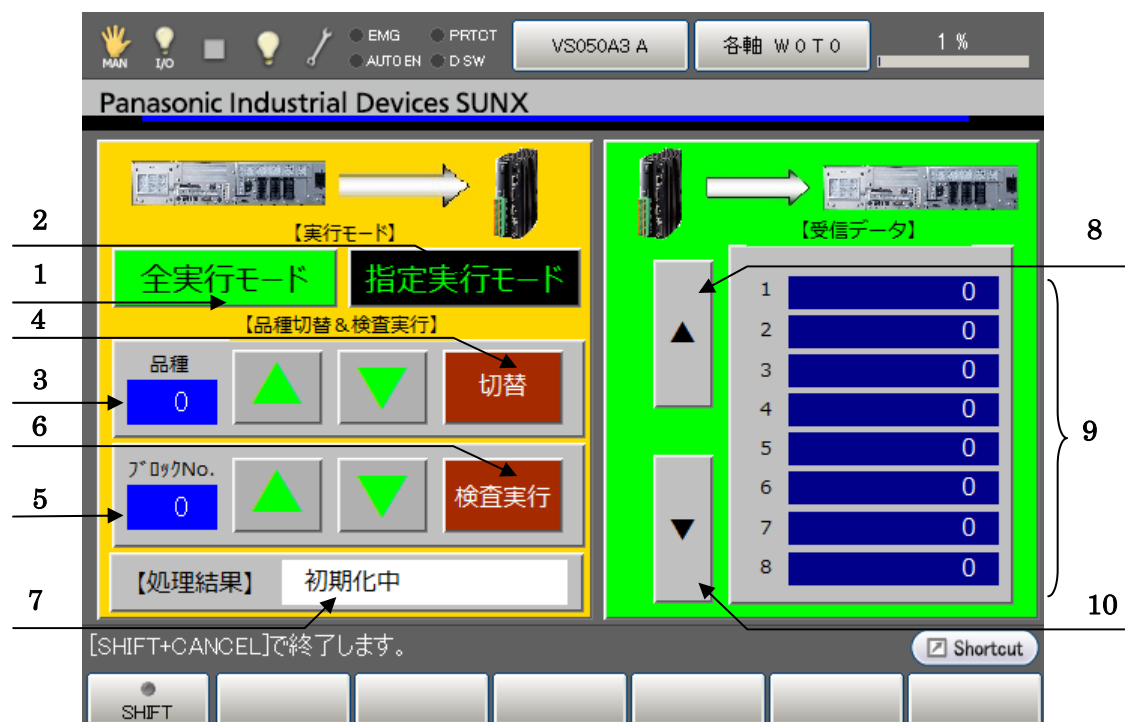 MAN
I/O
EMG PRTCT
AUTO EN D SW
VS050A3 A
各軸 W0T0
1 %
Panasonic Industrial Devices SUNX
2
【実行モード】
1
全実行モード
指定実行モード
4
【品種切替&検査実行】
3
品種
0
▲
▼
切替
6
5
ブロックNo.
0
▲
▼
検査実行
7
【処理結果】
初期化中
【受信データ】
8
▲
▼
1 0
2 0
3 0
4 0
5 0
6 0
7 0
8 0
9
10
[SHIFT+CANCEL]で終了します。
Shortcut
SHIFT